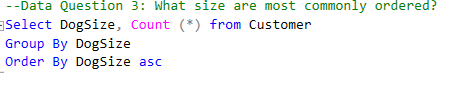 --Data Question 3: What size are most commonly ordered?
Select DogSize, Count (*) from Customer
Group By DogSize
Order By DogSize asc